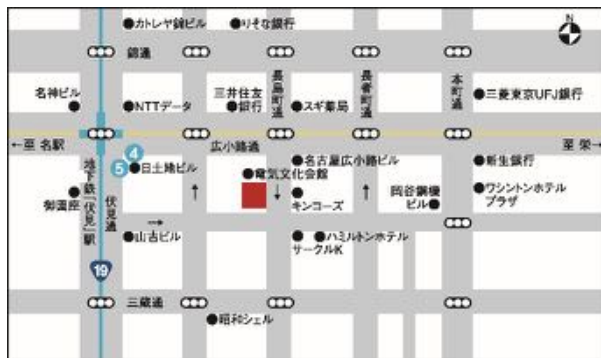 ●カトレヤ錦ビル
●りそな銀行
N
錦通
名神ビル
●
●NTTデータ
三井住友
●銀行
長島町通
●スギ薬局
長者町通
本町通
●三菱東京UFJ銀行
←至 名駅
広小路通
至 栄→
4
5
●日土地ビル
●電気文化会館
●名古屋広小路ビル
●新生銀行
地下鉄「伏見」駅
伏見通
●
御園座
↑
↓
●
キンコーズ
↑
岡谷鋼機
ビル●
●ワシントンホテル
プラザ
→
●山古ビル
●●ハミルトンホテル
サークルK
19
三蔵通
●昭和シェル